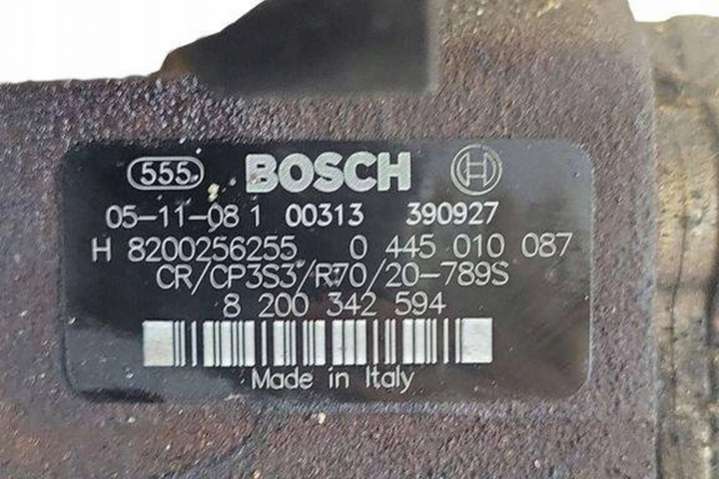 555 BOSCH
05-11-08 1 00313 390927
H 8200256255 0 445 010 087
CR/CP3S3/R70/20-789S
8 200 342 594
Made in Italy